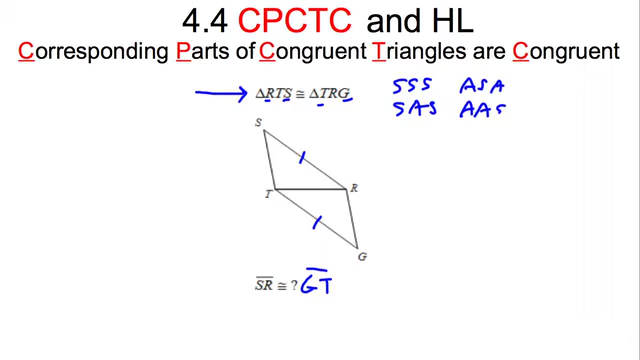 4.4 CPCTC and HL
Corresponding Parts of Congruent Triangles are Congruent
ΔRTS ≅ ΔTRG
SSS ASA
SAS AAS
S
T
R
G
SR ≅ ? GT